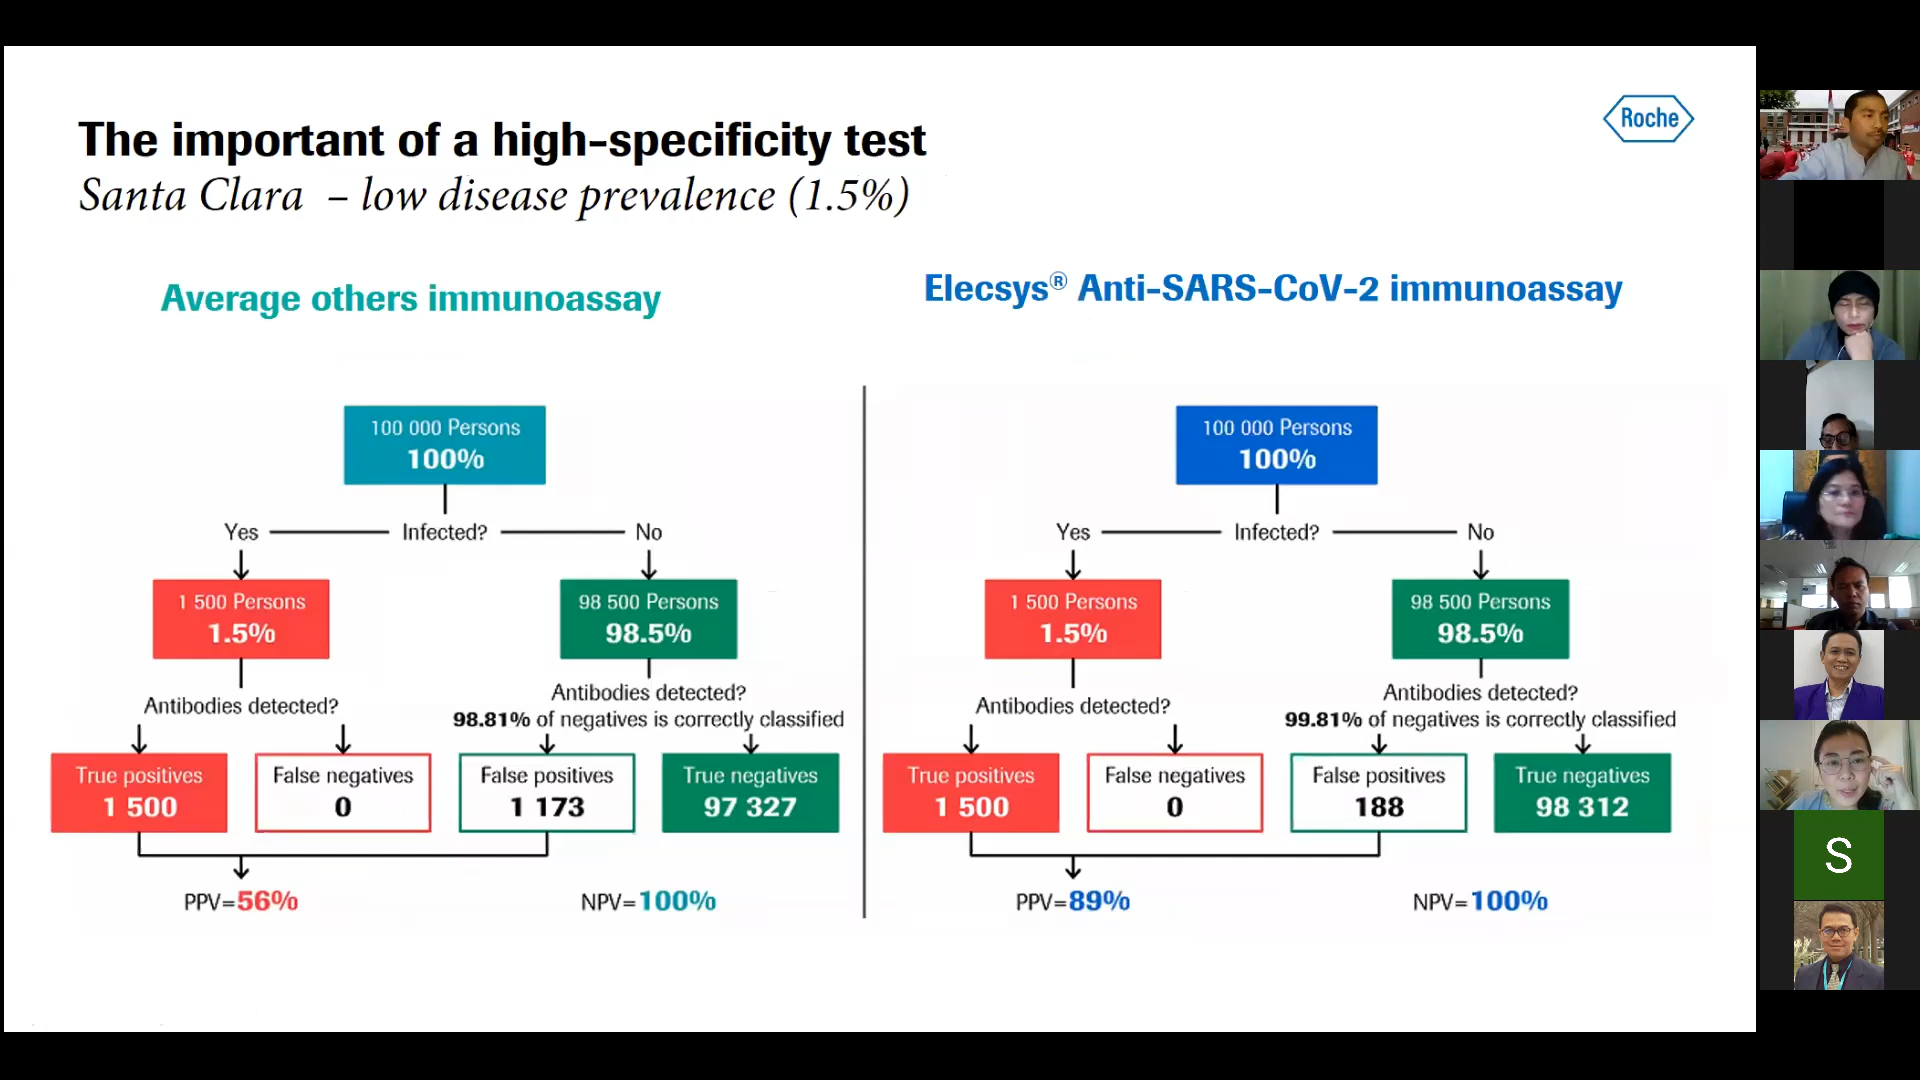 The important of a high-specificity test
Santa Clara – low disease prevalence (1.5%)
Roche
Average others immunoassay
100 000 Persons
100%
Yes
Infected?
No
1 500 Persons
1.5%
98 500 Persons
98.5%
Antibodies detected?
Antibodies detected?
98.81% of negatives is correctly classified
True positives
1 500
False negatives
0
False positives
1 173
True negatives
97 327
PPV=56%
NPV=100%
Elecsys® Anti-SARS-CoV-2 immunoassay
100 000 Persons
100%
Yes
Infected?
No
1 500 Persons
1.5%
98 500 Persons
98.5%
Antibodies detected?
Antibodies detected?
99.81% of negatives is correctly classified
True positives
1 500
False negatives
0
False positives
188
True negatives
98 312
PPV=89%
NPV=100%
S